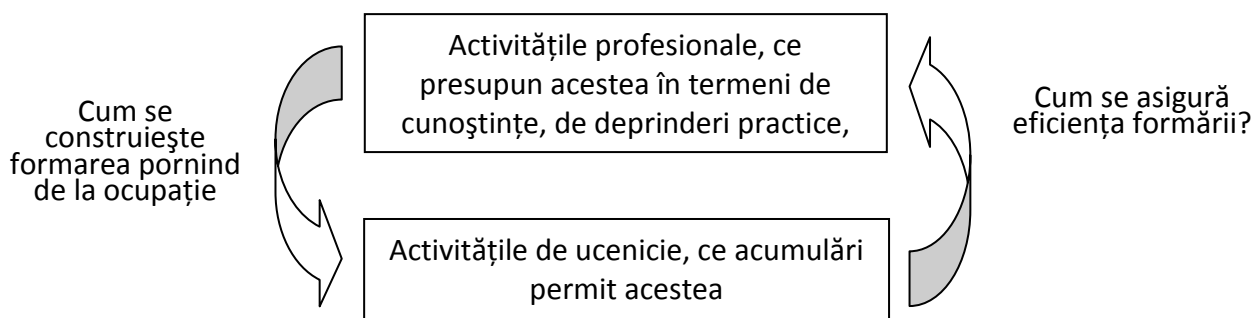 Cum se
construieşte
formarea pornind
de la ocupație
Activitățile profesionale, ce
presupun acestea în termeni de
cunoştințe, de deprinderi practice,
Cum se asigură
eficiența formării?
Activitățile de ucenicie, ce acumulări
permit acestea